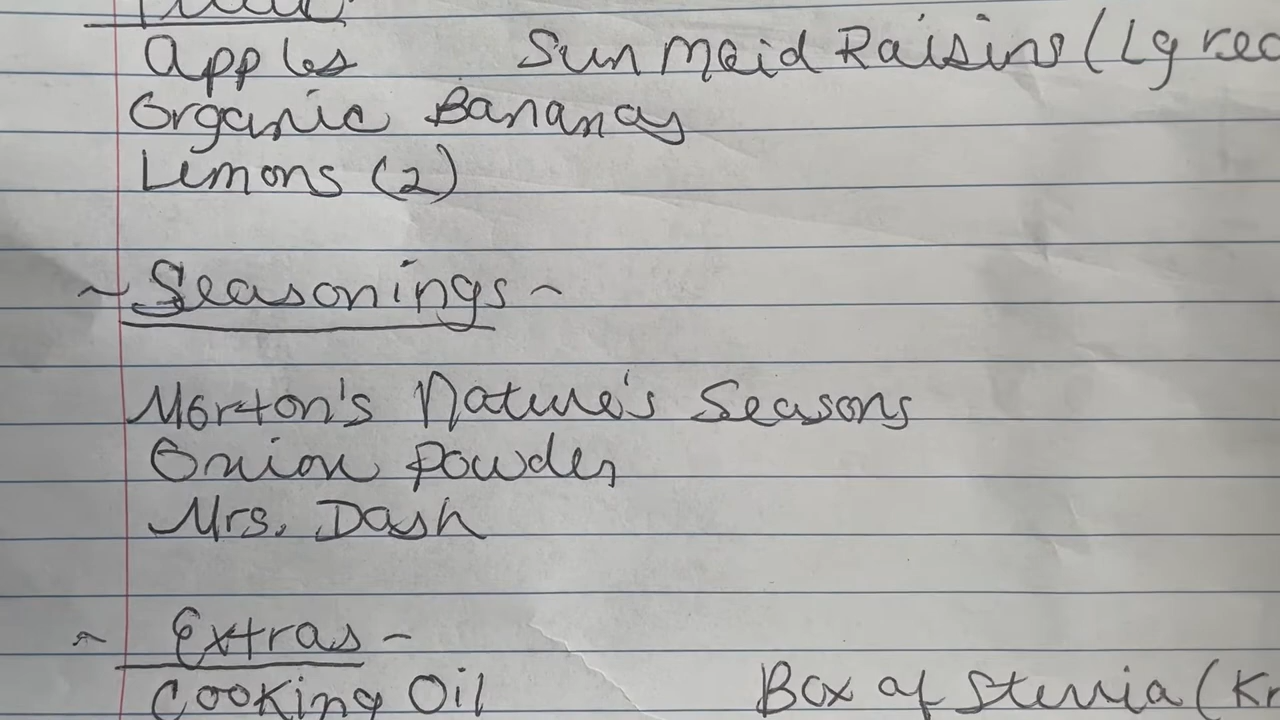 Apples Sun Maid Raisins (Lg
Organic Bananas
Lemons (2)
~ Seasonings ~
Morton's Nature's Seasons
Onion Powder
Mrs. Dash
~ Extras -
Cooking Oil Box of Stevia (